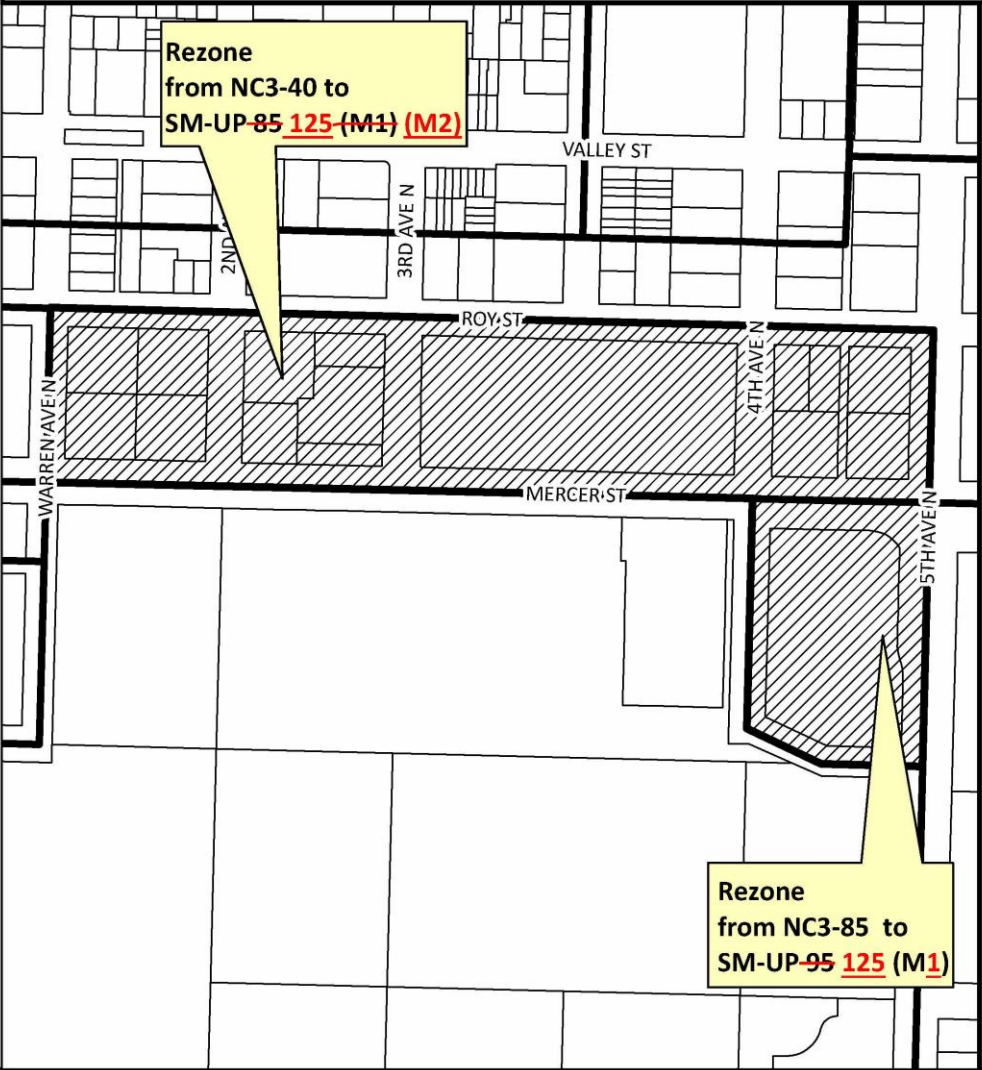 Rezone
from NC3-40 to
SM-UP 85 125 (M1) (M2)
VALLEY ST
2ND A
3RD AVE N
ROY ST
4TH AVE N
WARREN AVE N
MERCER ST
5TH AVE N
Rezone
from NC3-85 to
SM-UP 95 125 (M1)